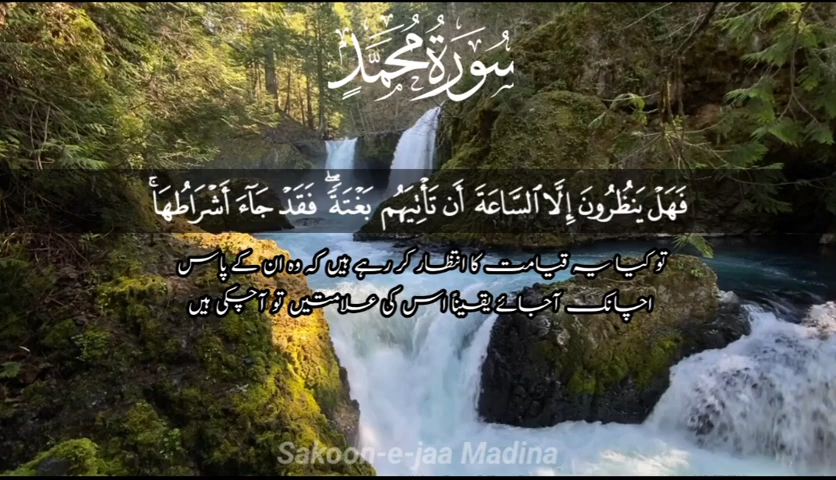 سُورَةُ مُحَمَّدٍ
فَهَلْ يَنظُرُونَ إِلَّا ٱلسَّاعَةَ أَن تَأْتِيَهُم بَغْتَةً ۖ فَقَدْ جَآءَ أَشْرَاطُهَا ۚ
تو کیا یہ قیامت کا انتظار کر رہے ہیں کہ وہ ان کے پاس
اچانک آجائے یقیناً اس کی علامتیں تو آچکی ہیں
Sakoon-e-jaa Madina